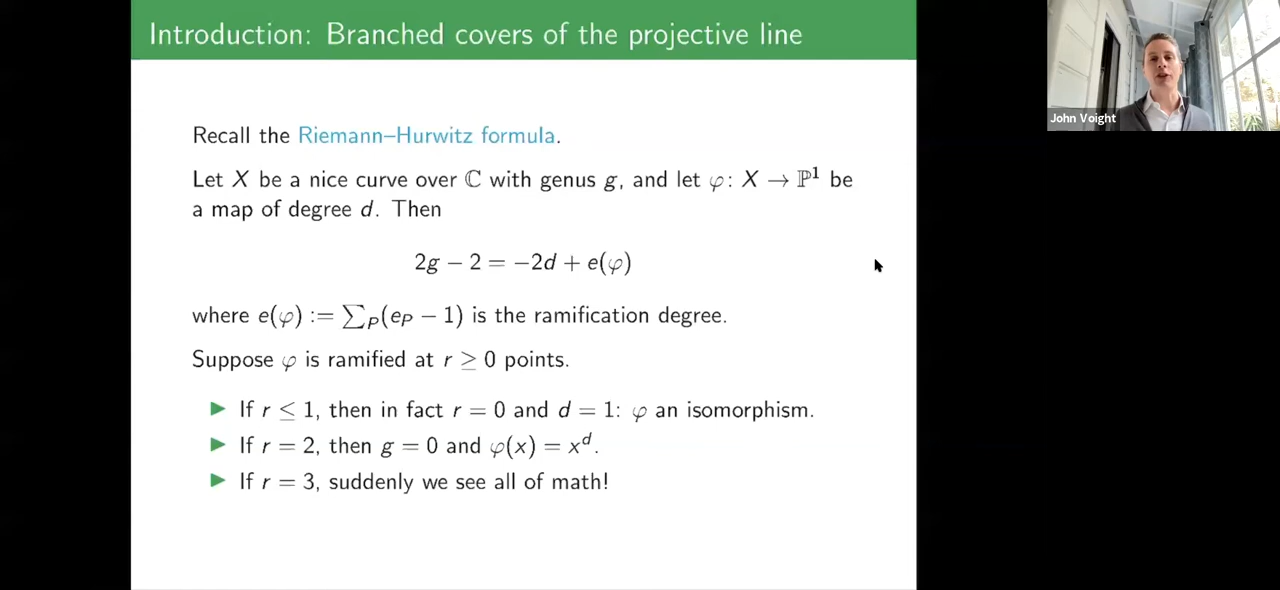 Introduction: Branched covers of the projective line
John Voight
Recall the Riemann–Hurwitz formula.
Let X be a nice curve over ℂ with genus g, and let φ: X → ℙ¹ be
a map of degree d. Then
2g − 2 = −2d + e(φ)
where e(φ) := ∑_P(e_P − 1) is the ramification degree.
Suppose φ is ramified at r ≥ 0 points.
▶ If r ≤ 1, then in fact r = 0 and d = 1: φ an isomorphism.
▶ If r = 2, then g = 0 and φ(x) = x^d.
▶ If r = 3, suddenly we see all of math!